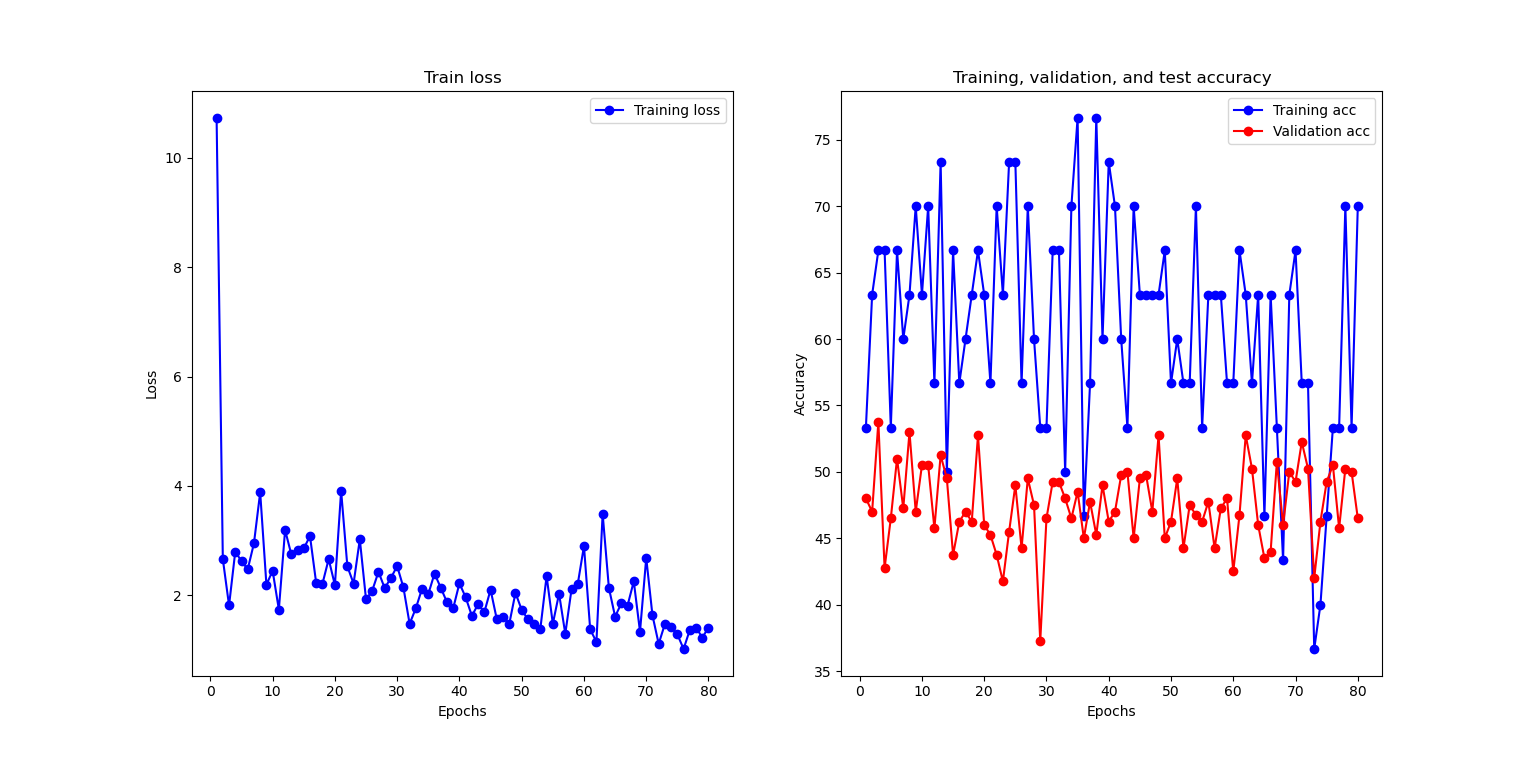 Train loss
Training loss
10
8
6
4
2
Loss
0 10 20 30 40 50 60 70 80
Epochs
Training, validation, and test accuracy
Training acc
Validation acc
75
70
65
60
55
50
45
40
35
Accuracy
0 10 20 30 40 50 60 70 80
Epochs